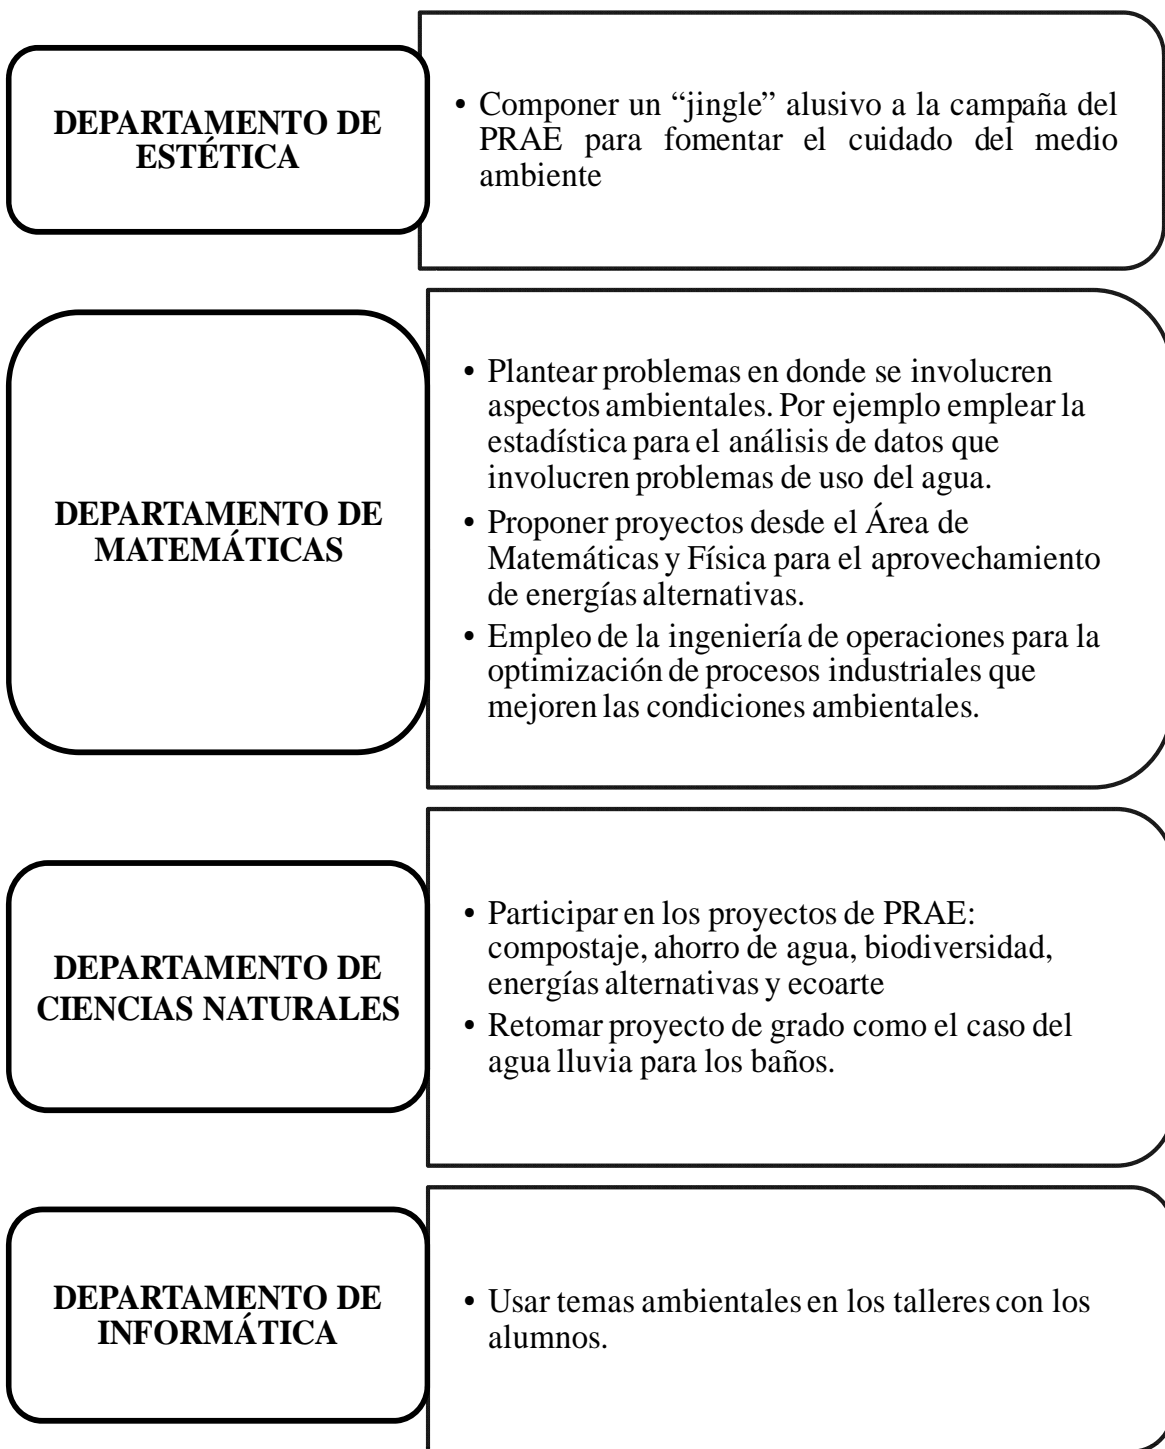 DEPARTAMENTO DE
ESTÉTICA
• Componer un “jingle” alusivo a la campaña del
PRAE para fomentar el cuidado del medio
ambiente
DEPARTAMENTO DE
MATEMÁTICAS
• Plantear problemas en donde se involucren
aspectos ambientales. Por ejemplo emplear la
estadística para el análisis de datos que
involucren problemas de uso del agua.
• Proponer proyectos desde el Área de
Matemáticas y Física para el aprovechamiento
de energías alternativas.
• Empleo de la ingeniería de operaciones para la
optimización de procesos industriales que
mejoren las condiciones ambientales.
DEPARTAMENTO DE
CIENCIAS NATURALES
• Participar en los proyectos de PRAE:
compostaje, ahorro de agua, biodiversidad,
energías alternativas y ecoarte
• Retomar proyecto de grado como el caso del
agua lluvia para los baños.
DEPARTAMENTO DE
INFORMÁTICA
• Usar temas ambientales en los talleres con los
alumnos.